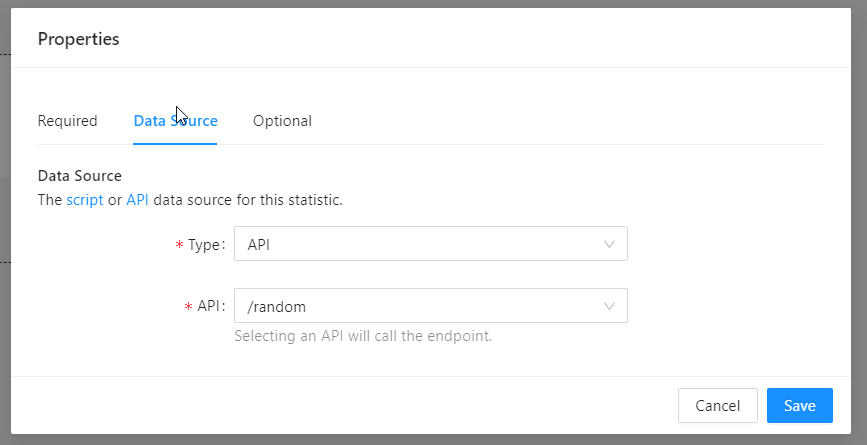 Properties
Required Data Source Optional
Data Source
The script or API data source for this statistic.
* Type: API
* API: /random
Selecting an API will call the endpoint.
Cancel Save